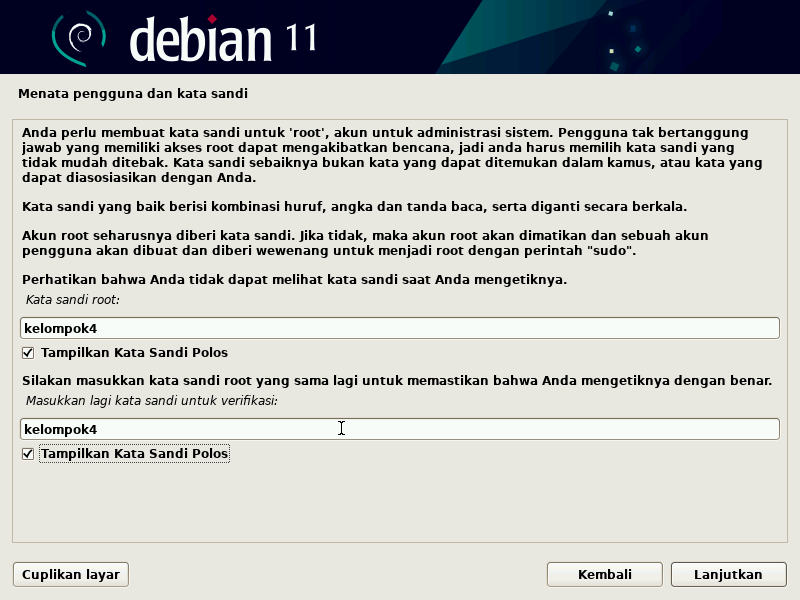 debian 11
Menata pengguna dan kata sandi
Anda perlu membuat kata sandi untuk 'root', akun untuk administrasi sistem. Pengguna tak bertanggung
jawab yang memiliki akses root dapat mengakibatkan bencana, jadi anda harus memilih kata sandi yang
tidak mudah ditebak. Kata sandi sebaiknya bukan kata yang dapat ditemukan dalam kamus, atau kata yang
dapat diasosiasikan dengan Anda.
Kata sandi yang baik berisi kombinasi huruf, angka dan tanda baca, serta diganti secara berkala.
Akun root seharusnya diberi kata sandi. Jika tidak, maka akun root akan dimatikan dan sebuah akun
pengguna akan dibuat dan diberi wewenang untuk menjadi root dengan perintah "sudo".
Perhatikan bahwa Anda tidak dapat melihat kata sandi saat Anda mengetiknya.
Kata sandi root:
kelompok4
Tampilkan Kata Sandi Polos
Silakan masukkan kata sandi root yang sama lagi untuk memastikan bahwa Anda mengetiknya dengan benar.
Masukkan lagi kata sandi untuk verifikasi:
kelompok4
Tampilkan Kata Sandi Polos
Cuplikan layar
Kembali
Lanjutkan